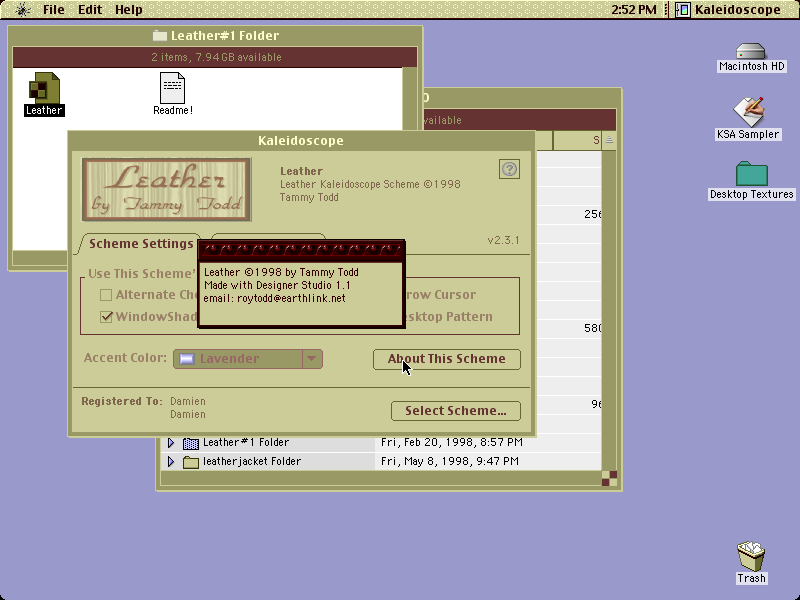 File Edit Help
2:52 PM
Kaleidoscope
Leather#1 Folder
2 items, 7.94GB available
Leather
Readme!
Macintosh HD
KSA Sampler
Desktop Textures
Trash
available
S
Kaleidoscope
Leather
by Tammy Todd
Leather
Leather Kaleidoscope Scheme ©1998
Tammy Todd
?
v2.3.1
Scheme Settings
Use This Scheme'
Alternate Ch
row Cursor
WindowShad
sktop Pattern
Leather ©1998 by Tammy Todd
Made with Designer Studio 1.1
email: roytodd@earthlink.net
Accent Color:
Lavender
About This Scheme
Registered To: Damien
Damien
Select Scheme...
256
580
96
Leather#1 Folder
Fri, Feb 20, 1998, 8:57 PM
leatherjacket Folder
Fri, May 8, 1998, 9:47 PM